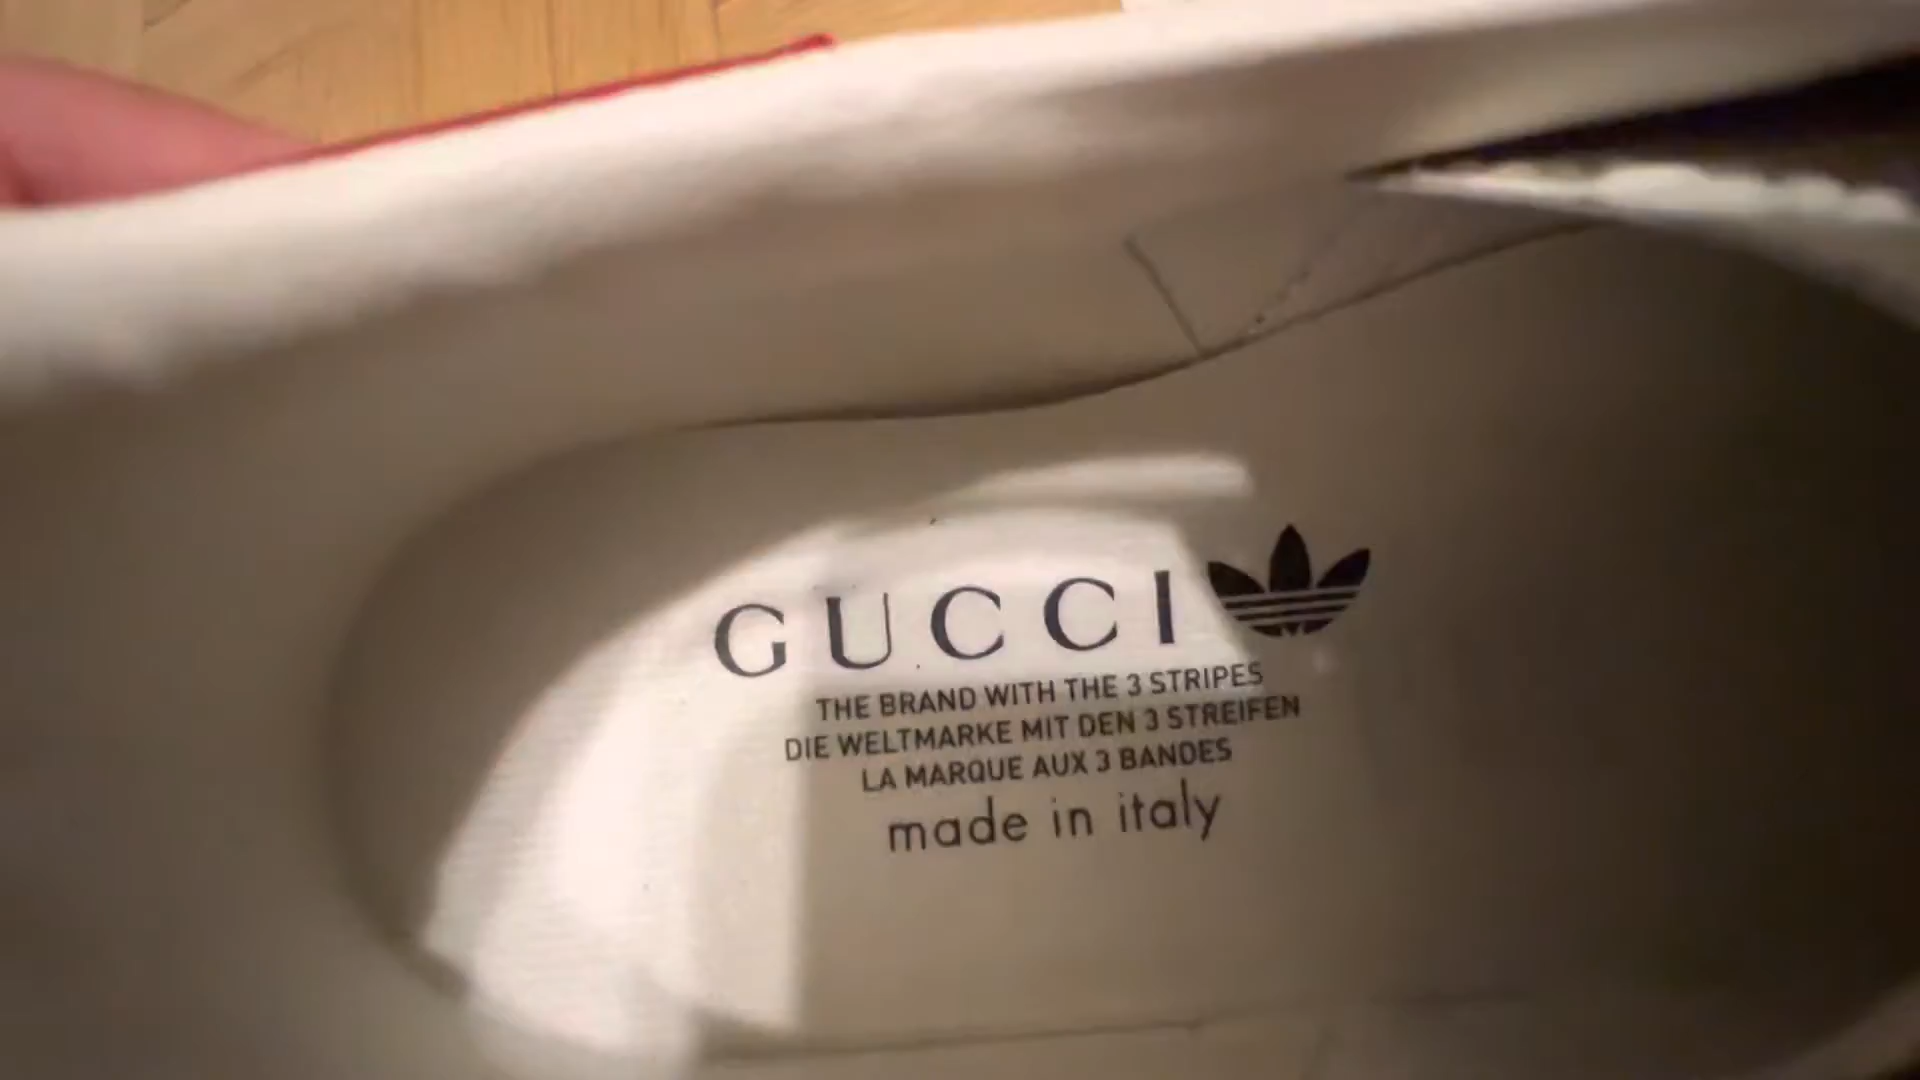 GUCCI
THE BRAND WITH THE 3 STRIPES
DIE WELTMARKE MIT DEN 3 STREIFEN
LA MARQUE AUX 3 BANDES
made in italy